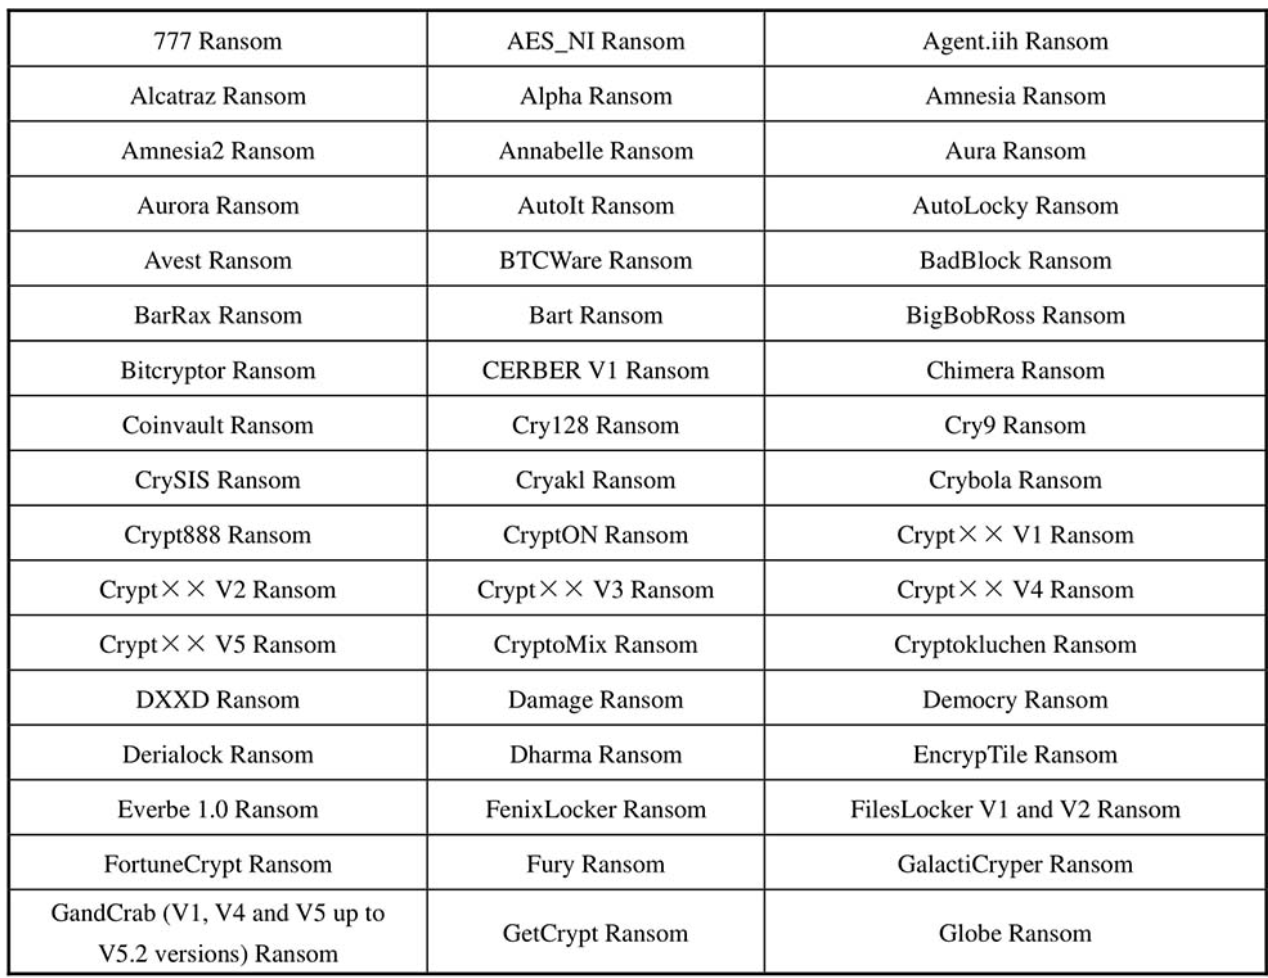 777 Ransom AES_NI Ransom Agent.iih Ransom
Alcatraz Ransom Alpha Ransom Amnesia Ransom
Amnesia2 Ransom Annabelle Ransom Aura Ransom
Aurora Ransom AutoIt Ransom AutoLocky Ransom
Avest Ransom BTCWare Ransom BadBlock Ransom
BarRax Ransom Bart Ransom BigBobRoss Ransom
Bitcryptor Ransom CERBER V1 Ransom Chimera Ransom
Coinvault Ransom Cry128 Ransom Cry9 Ransom
CrySIS Ransom Cryakl Ransom Crybola Ransom
Crypt888 Ransom CryptON Ransom Crypt×× V1 Ransom
Crypt×× V2 Ransom Crypt×× V3 Ransom Crypt×× V4 Ransom
Crypt×× V5 Ransom CryptoMix Ransom Cryptokluchen Ransom
DXXD Ransom Damage Ransom Democry Ransom
Derialock Ransom Dharma Ransom EncrypTile Ransom
Everbe 1.0 Ransom FenixLocker Ransom FilesLocker V1 and V2 Ransom
FortuneCrypt Ransom Fury Ransom GalactiCryper Ransom
GandCrab (V1, V4 and V5 up to
V5.2 versions) Ransom
GetCrypt Ransom Globe Ransom